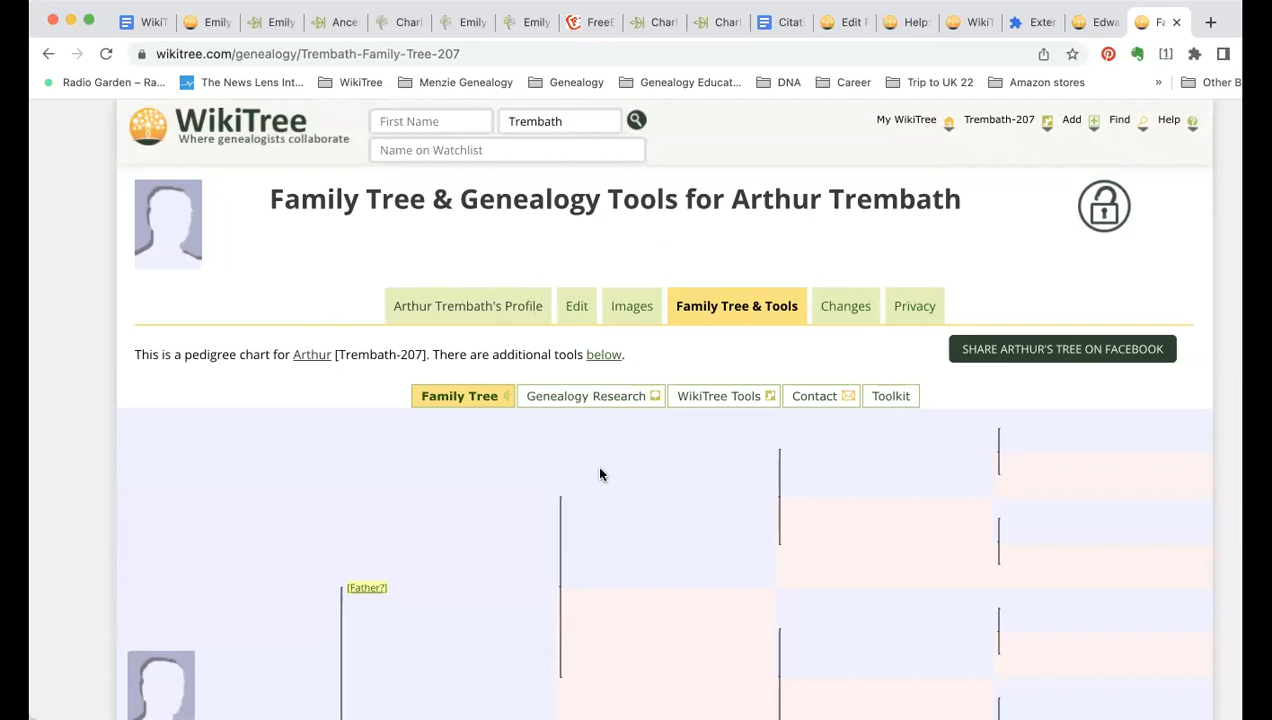 WikiT
Emily
Emily
Ance
Char
Emily
Emily
FreeE
Char
Char
Citati
Edit F
Help:
WikiT
Exter
Edwa
Fa
wikitree.com/genealogy/Trembath-Family-Tree-207
Radio Garden – Ra...
The News Lens Int...
WikiTree
Menzie Genealogy
Genealogy
Genealogy Educat...
DNA
Career
Trip to UK 22
Amazon stores
»
Other B
WikiTree
Where genealogists collaborate
First Name
Trembath
Name on Watchlist
My WikiTree
Trembath-207
Add
Find
Help
Family Tree & Genealogy Tools for Arthur Trembath
Arthur Trembath's Profile
Edit
Images
Family Tree & Tools
Changes
Privacy
This is a pedigree chart for Arthur [Trembath-207]. There are additional tools below.
SHARE ARTHUR'S TREE ON FACEBOOK
Family Tree
Genealogy Research
WikiTree Tools
Contact
Toolkit
[Father?]